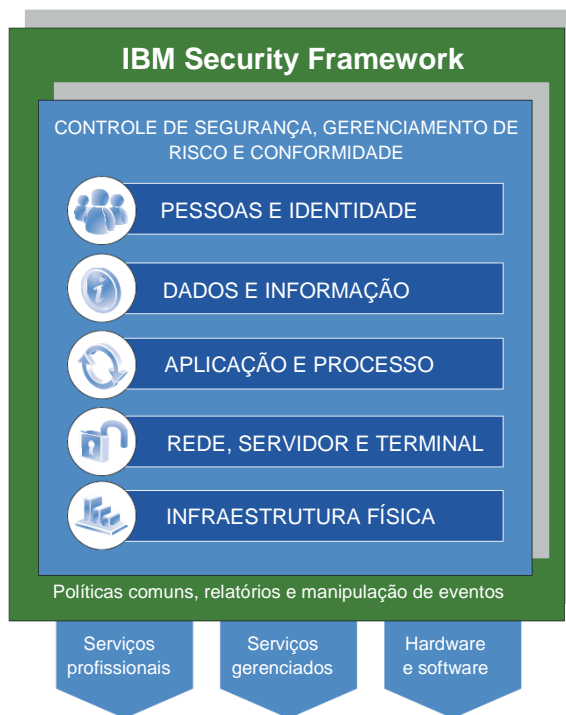 IBM Security Framework
CONTROLE DE SEGURANÇA, GERENCIAMENTO DE
RISCO E CONFORMIDADE
PESSOAS E IDENTIDADE
DADOS E INFORMAÇÃO
APLICAÇÃO E PROCESSO
REDE, SERVIDOR E TERMINAL
INFRAESTRUTURA FÍSICA
Políticas comuns, relatórios e manipulação de eventos
Serviços
profissionais
Serviços
gerenciados
Hardware
e software